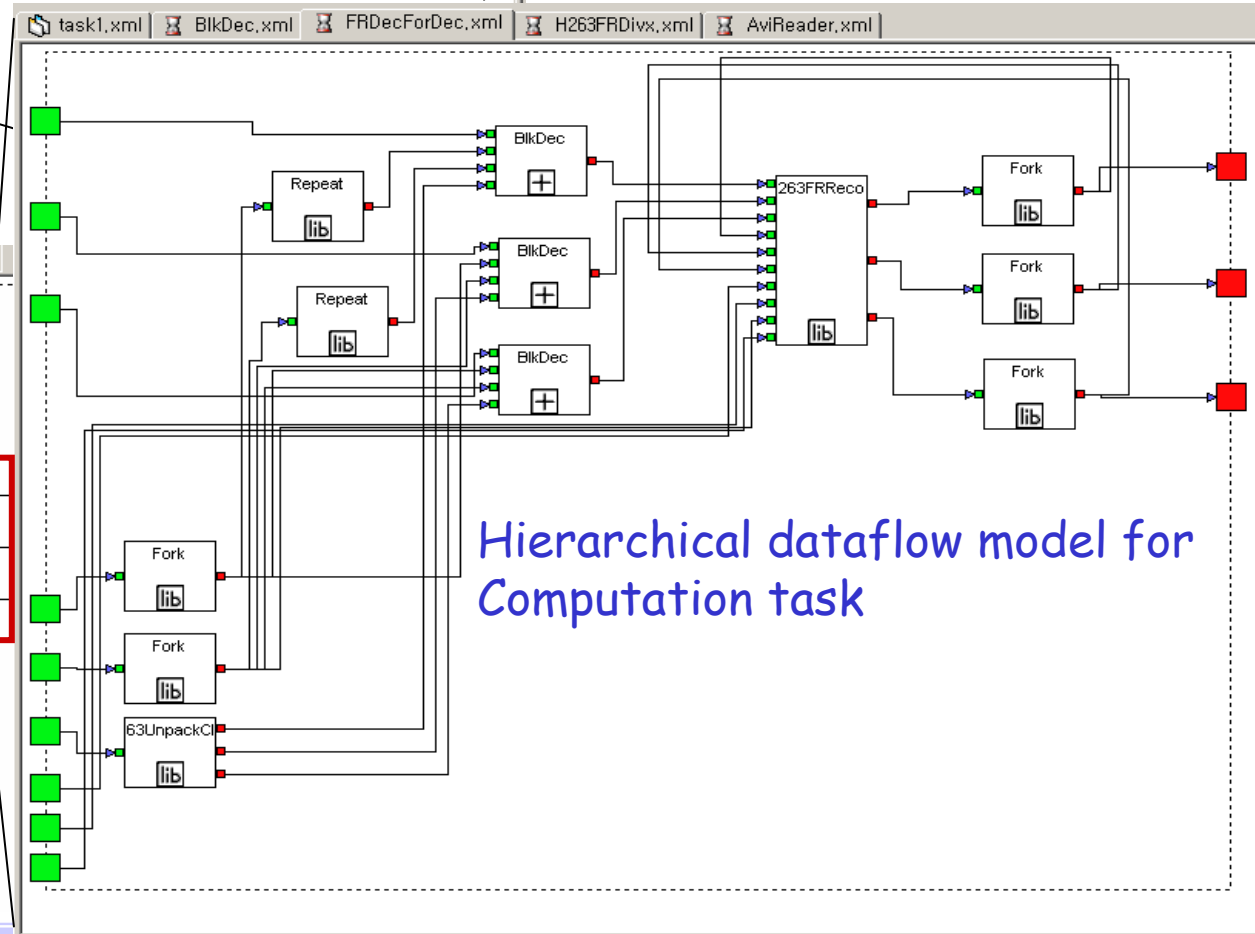 task1.xml BlkDec.xml FRDecForDec.xml H263FRDivx.xml AviReader.xml
BlkDec
+
Repeat
lib
263FRReco
lib
Fork
lib
BlkDec
+
Fork
lib
Repeat
lib
BlkDec
+
Fork
lib
Hierarchical dataflow model for
Computation task
Fork
lib
Fork
lib
63UnpackCl
lib